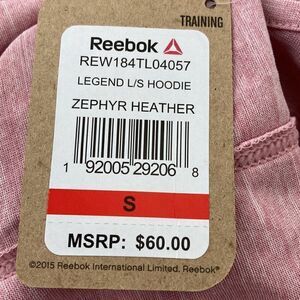 TRAINING
Reebok
REW184TL04057
LEGEND L/S HOODIE
ZEPHYR HEATHER
1 92005 29206 8
S
MSRP: $60.00
©2015 Reebok International Limited. Reebok®